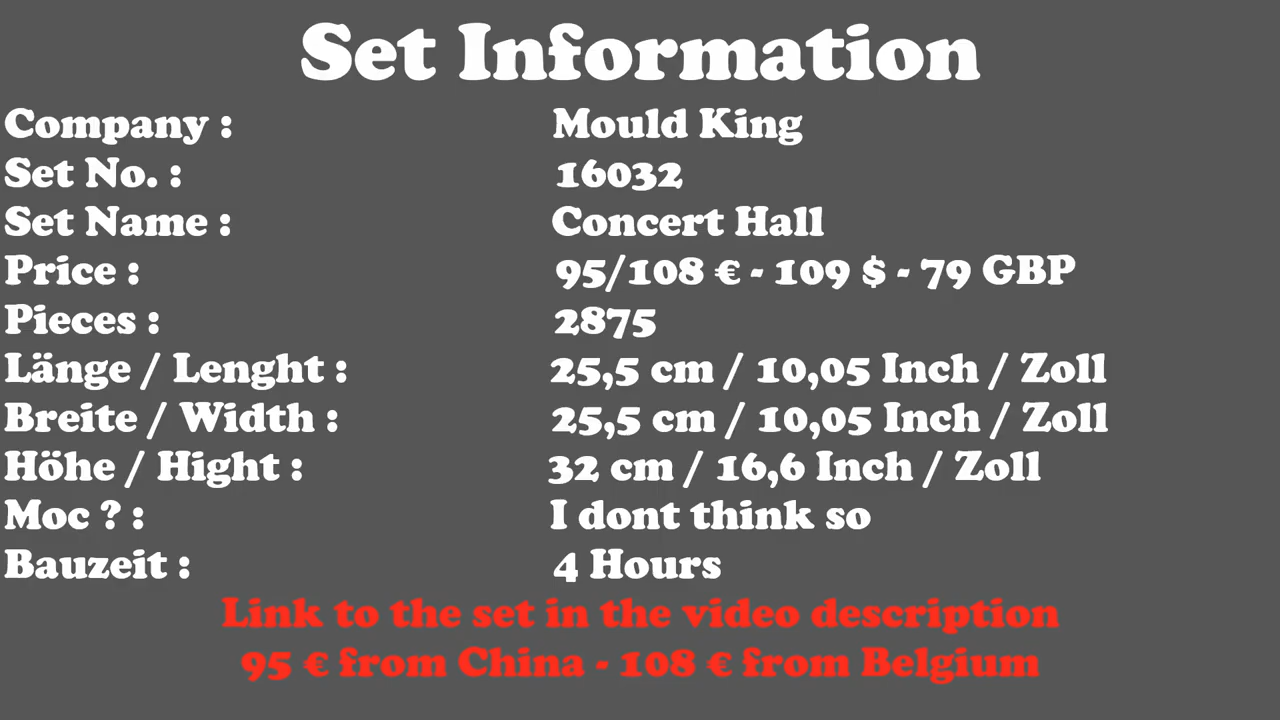 Set Information
Company : Mould King
Set No. : 16032
Set Name : Concert Hall
Price : 95/108 € - 109 $ - 79 GBP
Pieces : 2875
Länge / Lenght : 25,5 cm / 10,05 Inch / Zoll
Breite / Width : 25,5 cm / 10,05 Inch / Zoll
Höhe / Hight : 32 cm / 16,6 Inch / Zoll
Moc ? : I dont think so
Bauzeit : 4 Hours
Link to the set in the video description
95 € from China - 108 € from Belgium